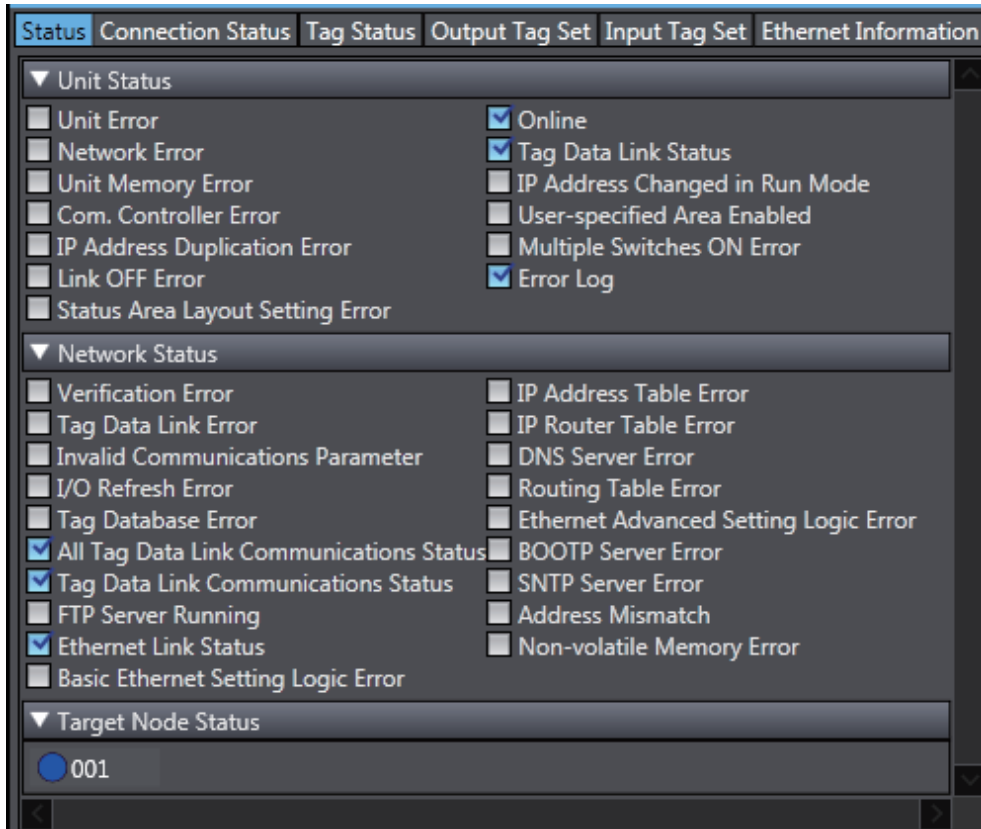 Status Connection Status Tag Status Output Tag Set Input Tag Set Ethernet Information
Unit Status
Unit Error
Network Error
Unit Memory Error
Com. Controller Error
IP Address Duplication Error
Link OFF Error
Status Area Layout Setting Error
Online
Tag Data Link Status
IP Address Changed in Run Mode
User-specified Area Enabled
Multiple Switches ON Error
Error Log
Network Status
Verification Error
Tag Data Link Error
Invalid Communications Parameter
I/O Refresh Error
Tag Database Error
All Tag Data Link Communications Status
Tag Data Link Communications Status
FTP Server Running
Ethernet Link Status
Basic Ethernet Setting Logic Error
IP Address Table Error
IP Router Table Error
DNS Server Error
Routing Table Error
Ethernet Advanced Setting Logic Error
BOOTP Server Error
SNTP Server Error
Address Mismatch
Non-volatile Memory Error
Target Node Status
001